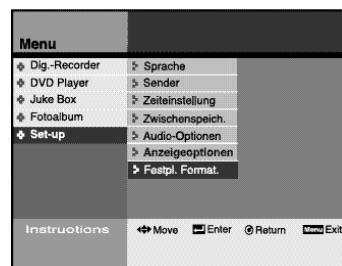 Menu
Dig.-Recorder
DVD Player
Juke Box
Fotoalbum
Set-up
Sprache
Sender
Zeiteinstellung
Zwischenspeich.
Audio-Optionen
Anzeigeoptionen
Festpl. Format.
Instructions Move Enter Return Menu Exit